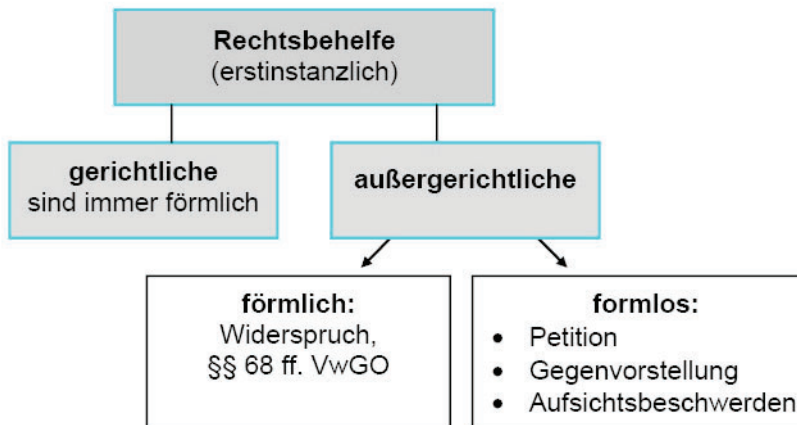 Rechtsbehelfe
(erstinstanzlich)
gerichtliche
sind immer förmlich
außergerichtliche
förmlich:
Widerspruch,
§§ 68 ff. VwGO
formlos:
• Petition
• Gegenvorstellung
• Aufsichtsbeschwerden